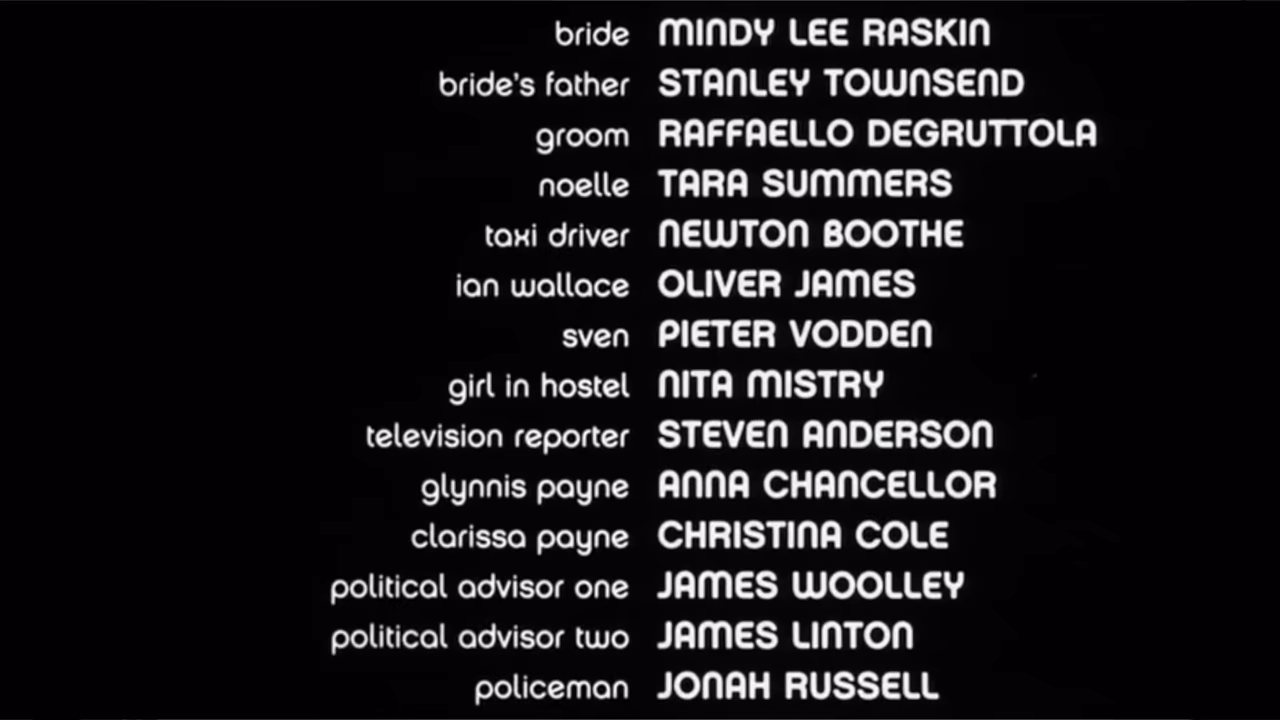 bride MINDY LEE RASKIN
bride's father STANLEY TOWNSEND
groom RAFFAELLO DEGRUTTOLA
noelle TARA SUMMERS
taxi driver NEWTON BOOTHE
ian wallace OLIVER JAMES
sven PIETER VODDEN
girl in hostel NITA MISTRY
television reporter STEVEN ANDERSON
glynnis payne ANNA CHANCELLOR
clarissa payne CHRISTINA COLE
political advisor one JAMES WOOLLEY
political advisor two JAMES LINTON
policeman JONAH RUSSELL